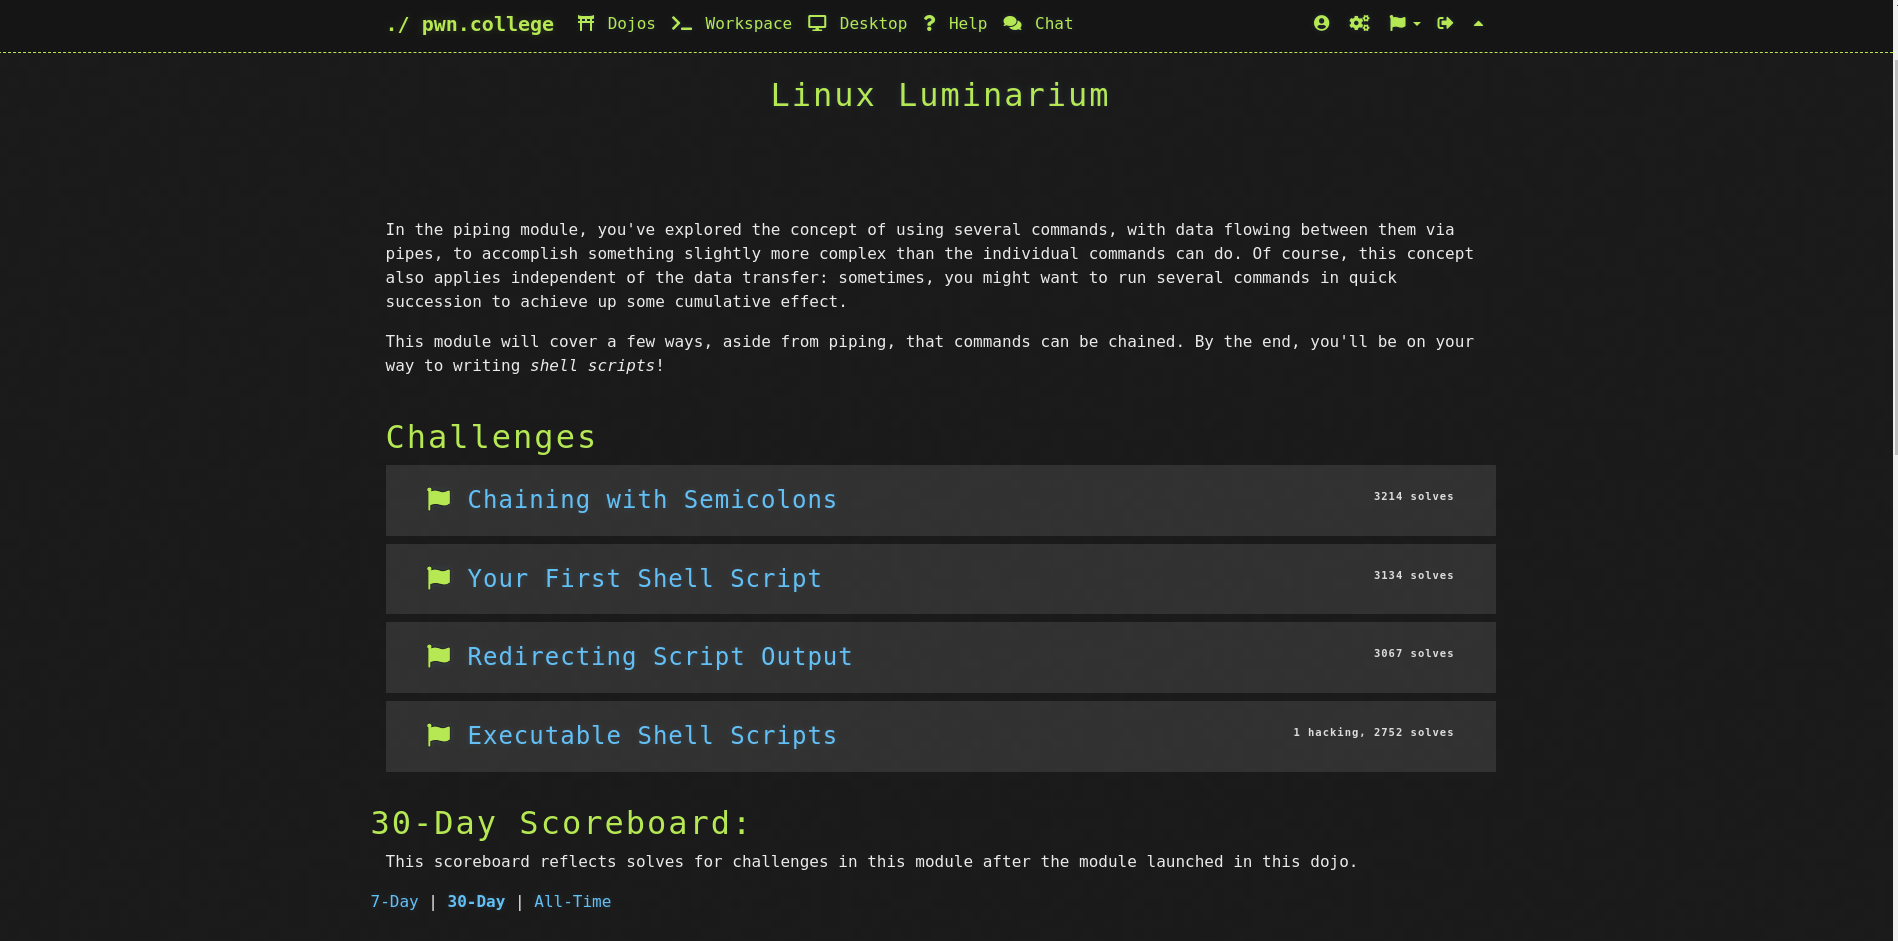 ./ pwn.college Dojos Workspace Desktop Help Chat
Linux Luminarium
In the piping module, you've explored the concept of using several commands, with data flowing between them via
pipes, to accomplish something slightly more complex than the individual commands can do. Of course, this concept
also applies independent of the data transfer: sometimes, you might want to run several commands in quick
succession to achieve up some cumulative effect.
This module will cover a few ways, aside from piping, that commands can be chained. By the end, you'll be on your
way to writing shell scripts!
Challenges
Chaining with Semicolons 3214 solves
Your First Shell Script 3134 solves
Redirecting Script Output 3067 solves
Executable Shell Scripts 1 hacking, 2752 solves
30-Day Scoreboard:
This scoreboard reflects solves for challenges in this module after the module launched in this dojo.
7-Day | 30-Day | All-Time